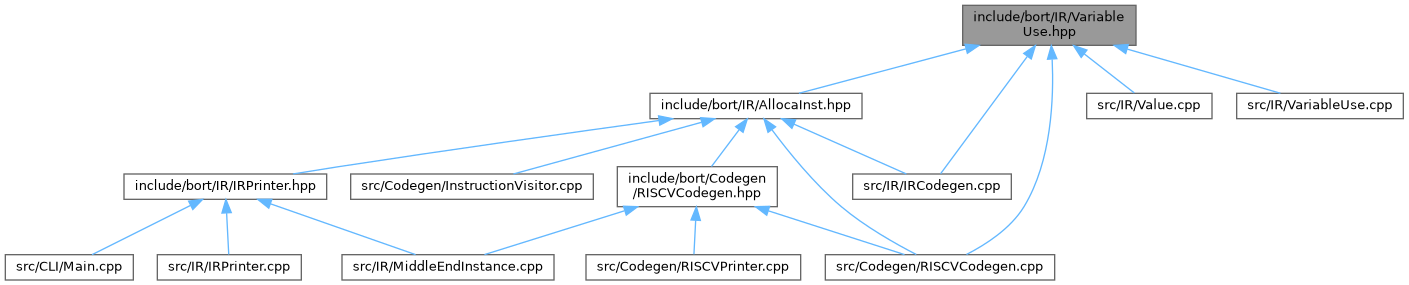 include/bort/IR/Variable
Use.hpp
include/bort/IR/AllocaInst.hpp
src/IR/Value.cpp
src/IR/VariableUse.cpp
include/bort/IR/IRPrinter.hpp
src/Codegen/InstructionVisitor.cpp
include/bort/Codegen
/RISCVCodegen.hpp
src/IR/IRCodegen.cpp
src/CLI/Main.cpp
src/IR/IRPrinter.cpp
src/IR/MiddleEndInstance.cpp
src/Codegen/RISCVPrinter.cpp
src/Codegen/RISCVCodegen.cpp